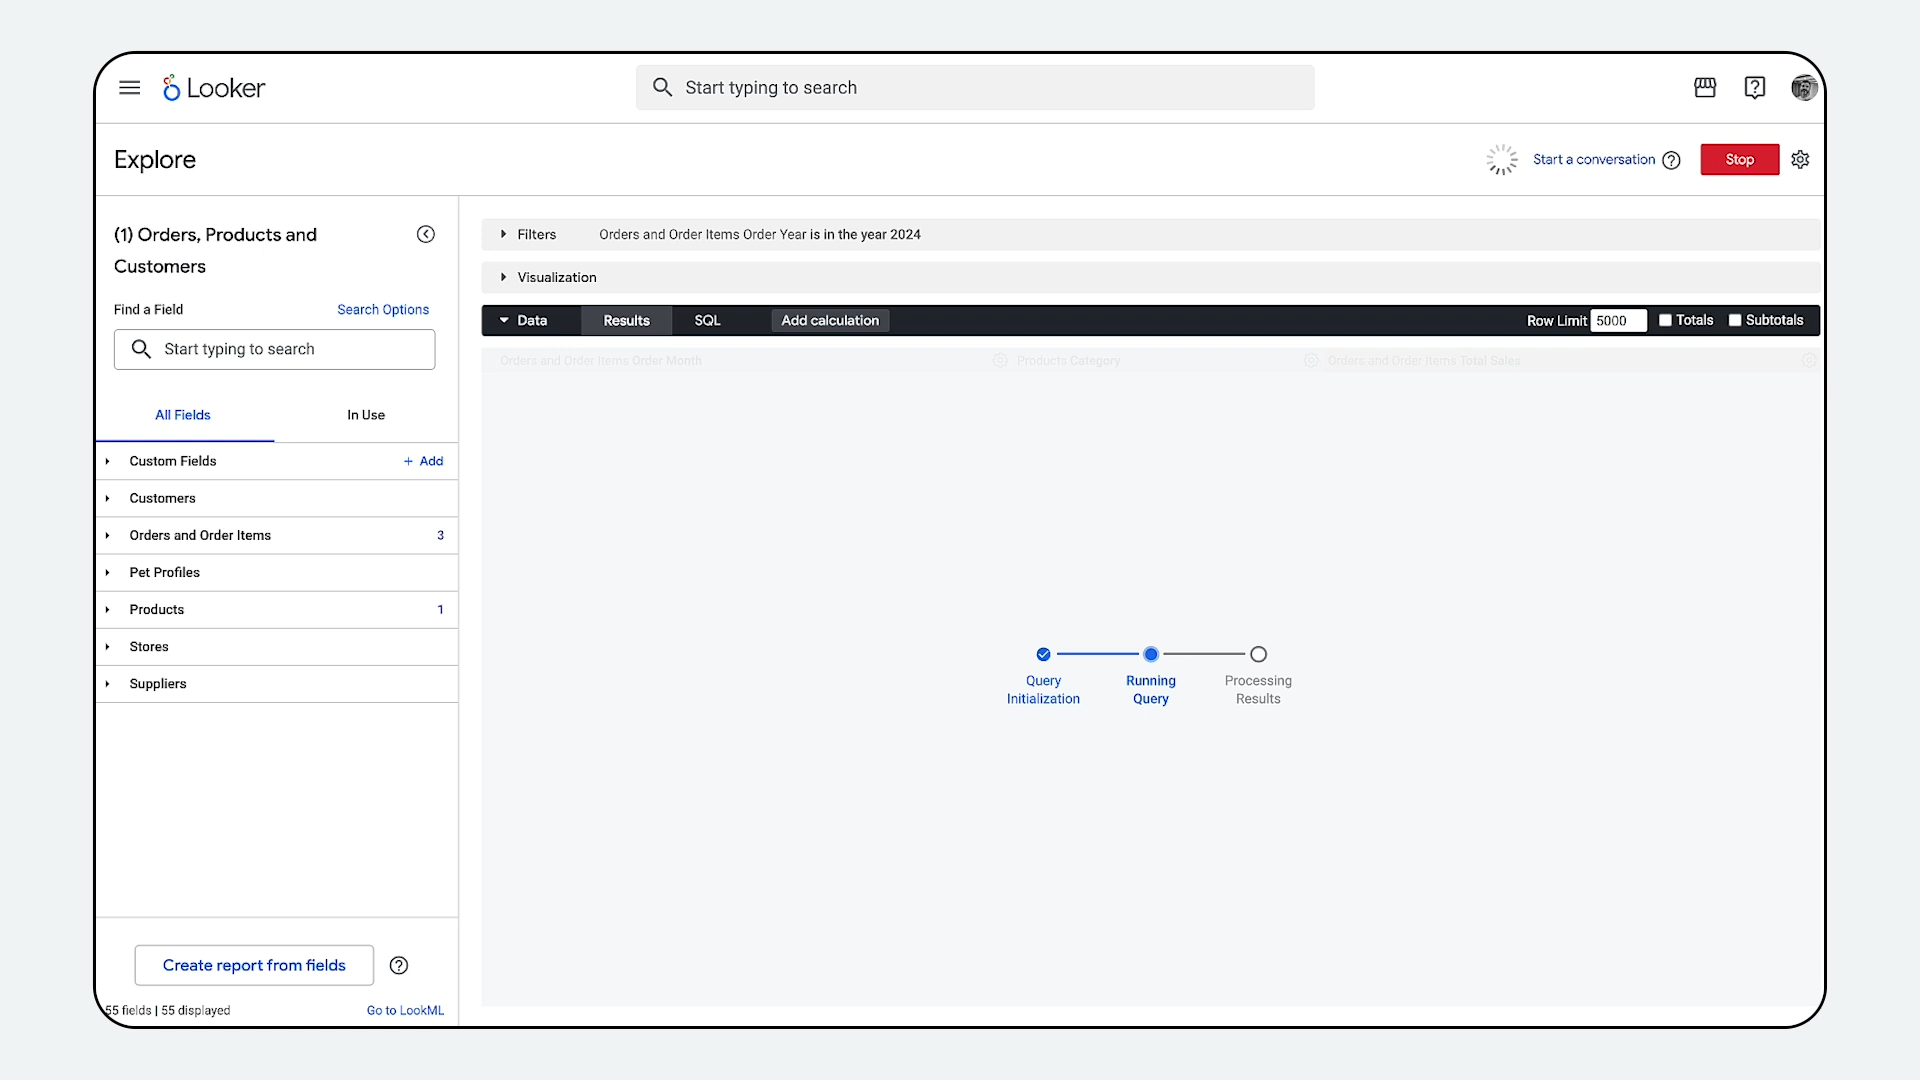 Looker
Start typing to search
Explore
Start a conversation
Stop
(1) Orders, Products and
Customers
Find a Field
Search Options
Start typing to search
All Fields
In Use
Custom Fields
+ Add
Customers
Orders and Order Items
3
Pet Profiles
Products
1
Stores
Suppliers
Create report from fields
55 fields | 55 displayed
Go to LookML
Filters
Orders and Order Items Order Year is in the year 2024
Visualization
Data
Results
SQL
Add calculation
Row Limit 5000
Totals
Subtotals
Orders and Order Items Order Month
Products Category
Orders and Order Items Total Sales
Query
Initialization
Running
Query
Processing
Results